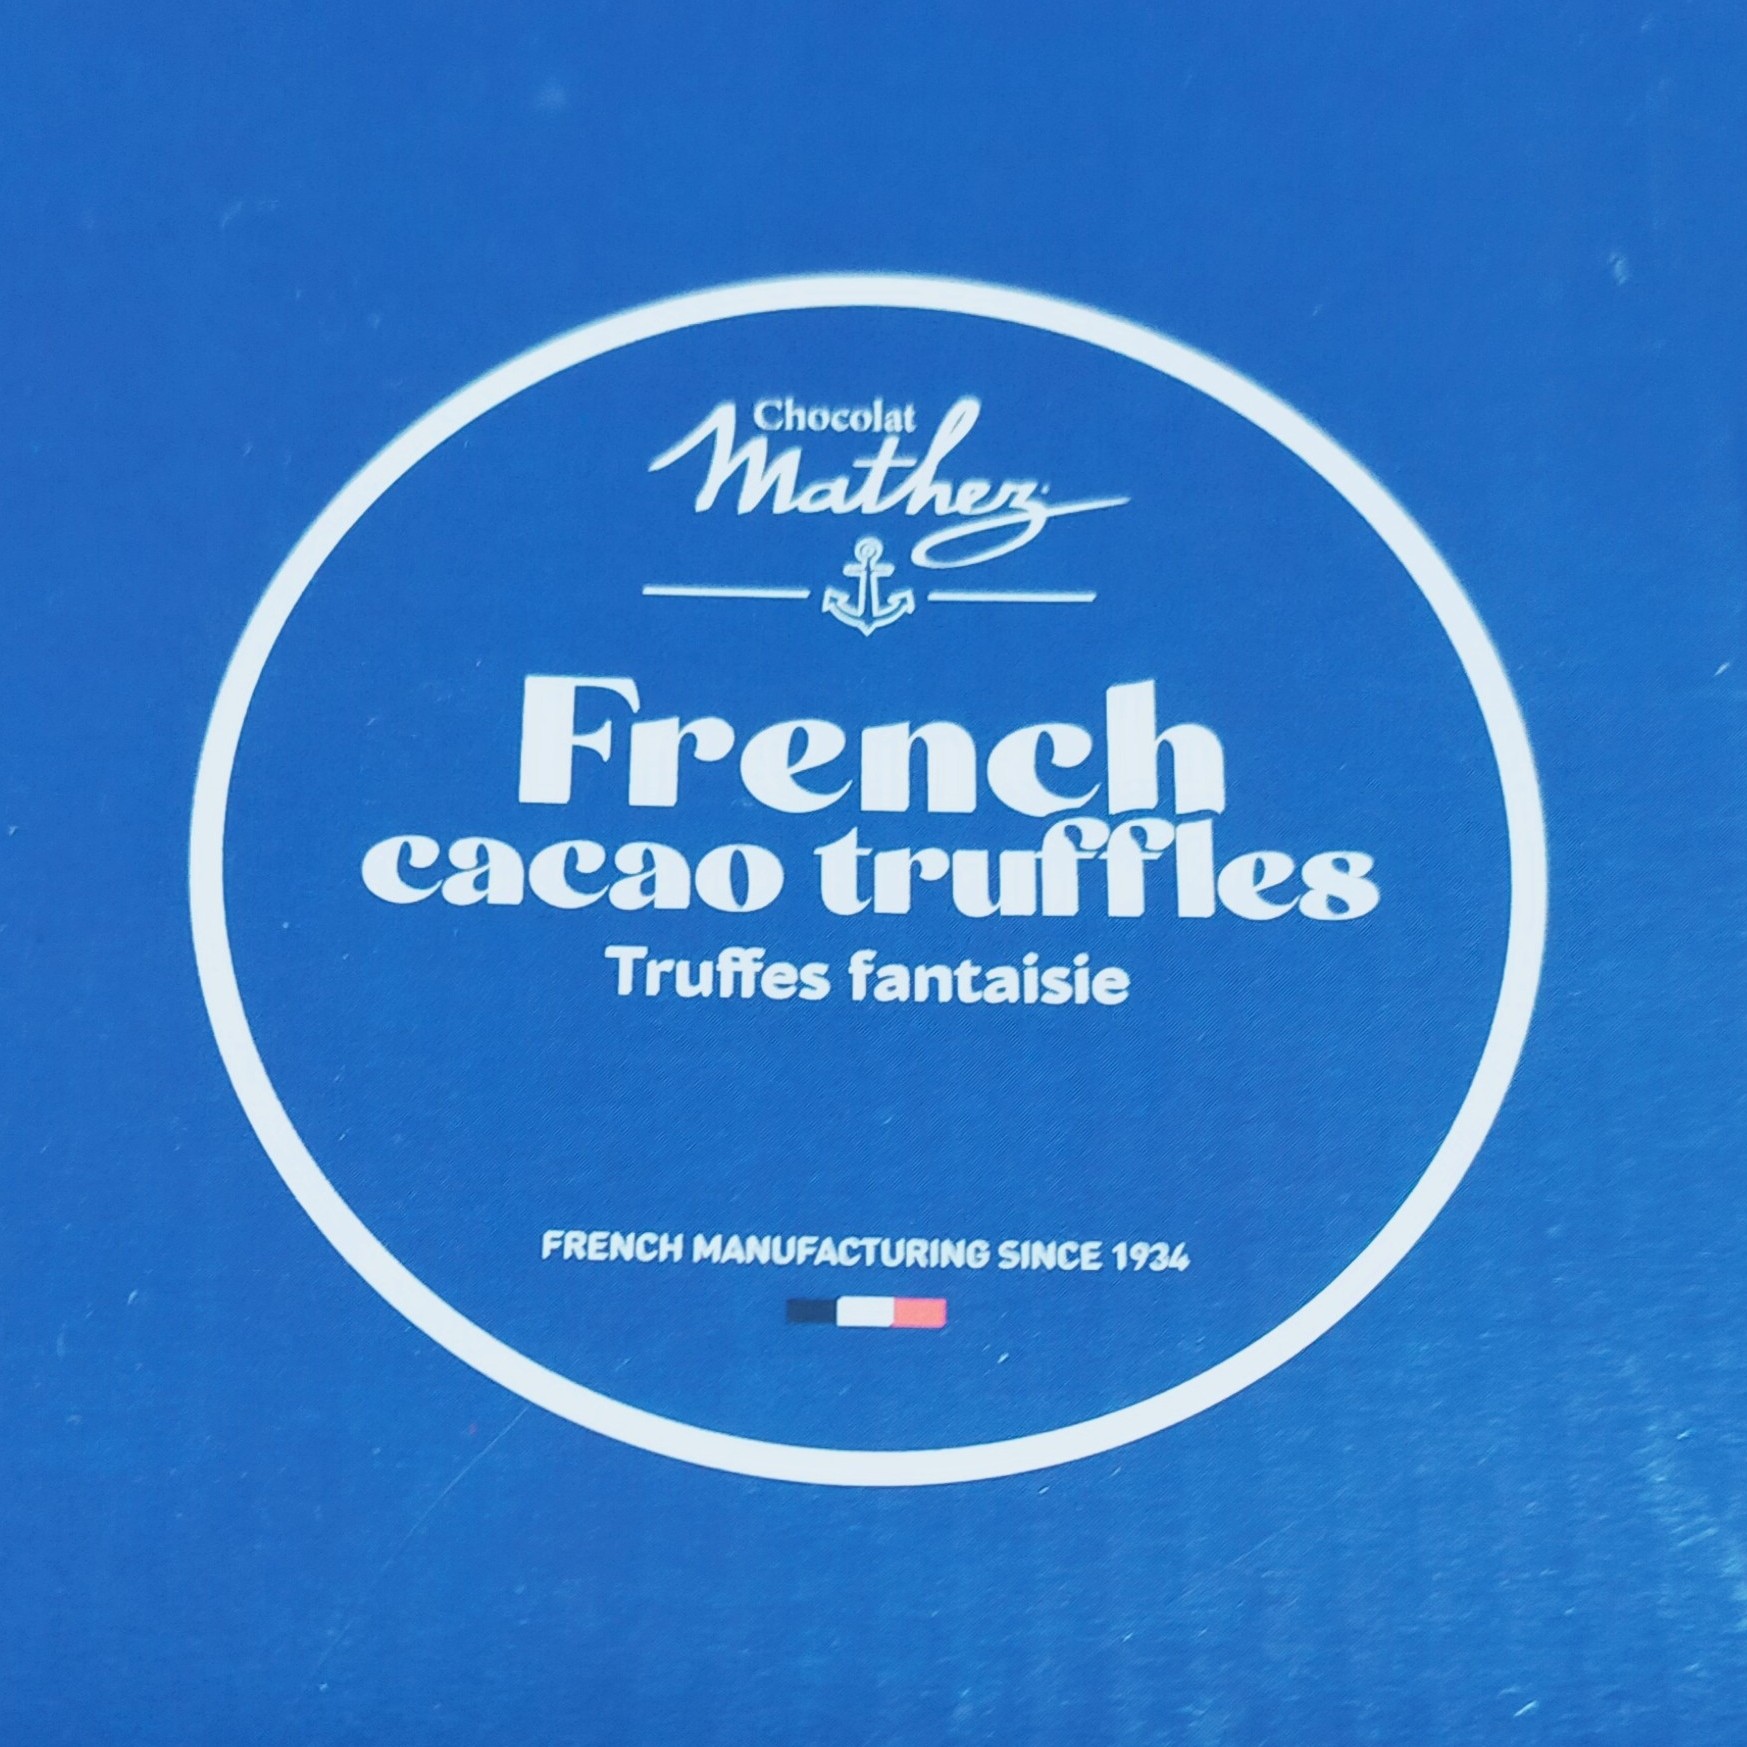 Chocolat
Mathez
French
cacao truffles
Truffes fantaisie
FRENCH MANUFACTURING SINCE 1934